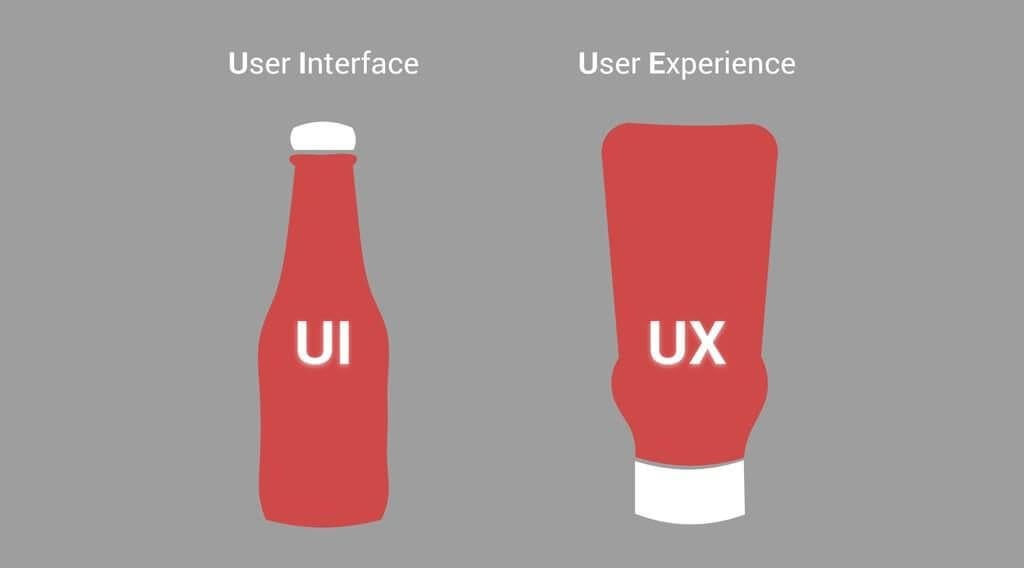 User Interface
User Experience
UI
UX